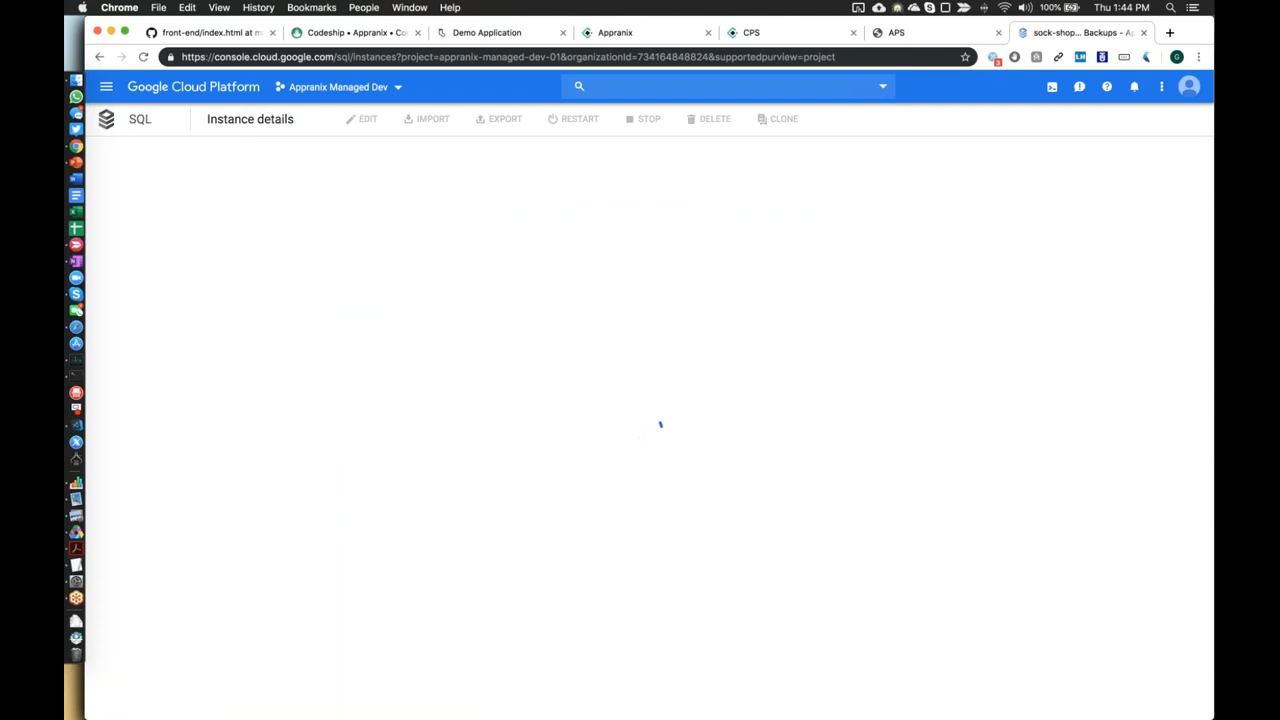 Chrome File Edit View History Bookmarks People Window Help 100% Thu 1:44 PM
front-end/index.html at m Codeship • Appranix • Co Demo Application Appranix CPS APS sock-shop... Backups - Ap
https://console.cloud.google.com/sql/instances?project=appranix-managed-dev-01&organizationId=734164848824&supportedpurview=project
Google Cloud Platform Appranix Managed Dev
SQL Instance details EDIT IMPORT EXPORT RESTART STOP DELETE CLONE